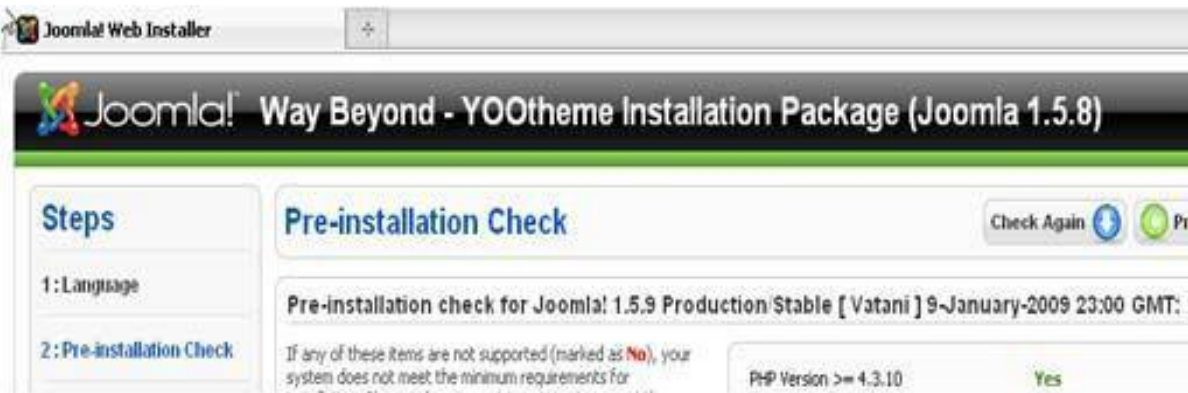 Joomla! Web Installer
Joomla! Way Beyond - YOOtheme Installation Package (Joomla 1.5.8)
Steps
1 : Language
2 : Pre-installation Check
Pre-installation Check
Check Again
Pre-installation check for Joomla! 1.5.9 Production/Stable [ Vatani ] 9-January-2009 23:00 GMT:
If any of these items are not supported (marked as No), your
system does not meet the minimum requirements for
PHP Version >= 4.3.10 Yes